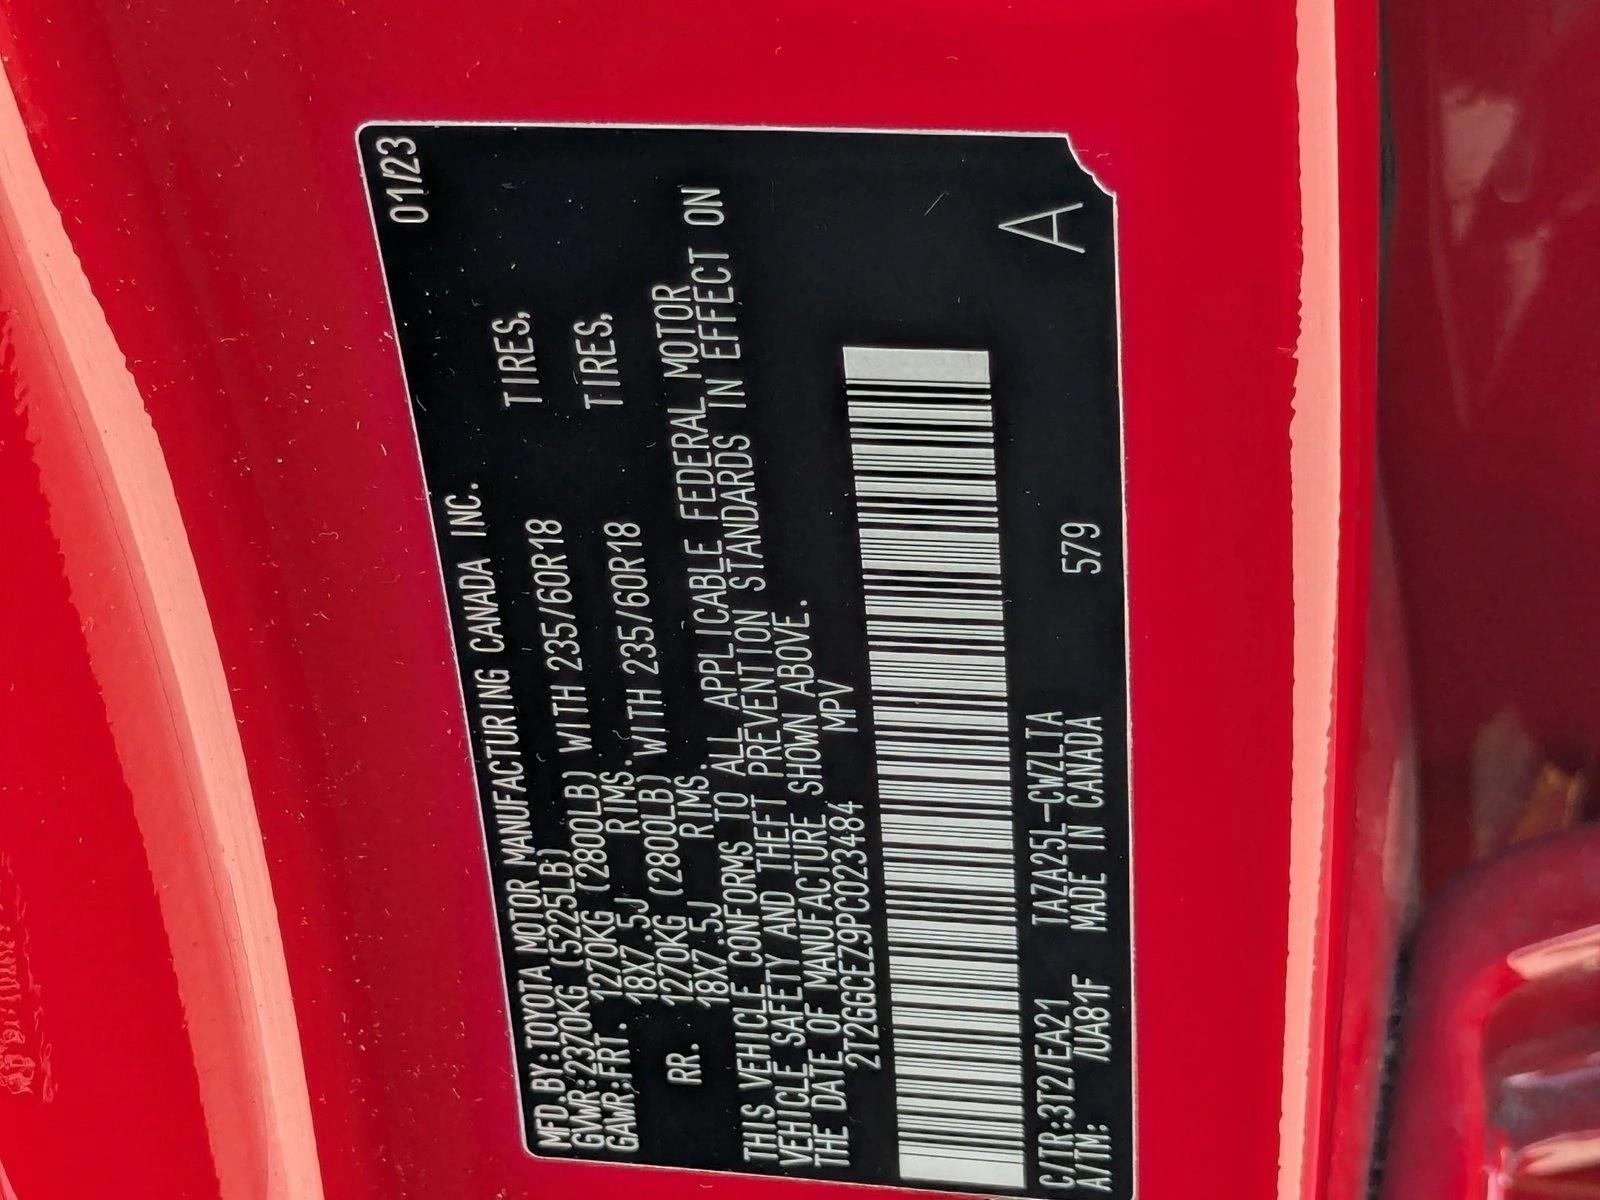 MFD.BY:TOYOTA MOTOR MANUFACTURING CANADA INC. 01/23
GVWR:2370KG (5225LB)
GAWR:FRT. 1270KG (2800LB) WITH 235/60R18 TIRES,
18X7.5J RIMS.
RR. 1270KG (2800LB) WITH 235/60R18 TIRES,
18X7.5J RIMS.
THIS VEHICLE CONFORMS TO ALL APPLICABLE FEDERAL MOTOR
VEHICLE SAFETY AND THEFT PREVENTION STANDARDS IN EFFECT ON
THE DATE OF MANUFACTURE SHOWN ABOVE.
2T2GGCEZ9PC023484 MPV
A
C/TR:3T2/EA21 TAZA25L-CWZLTA 579
A/TM: /UA81F MADE IN CANADA